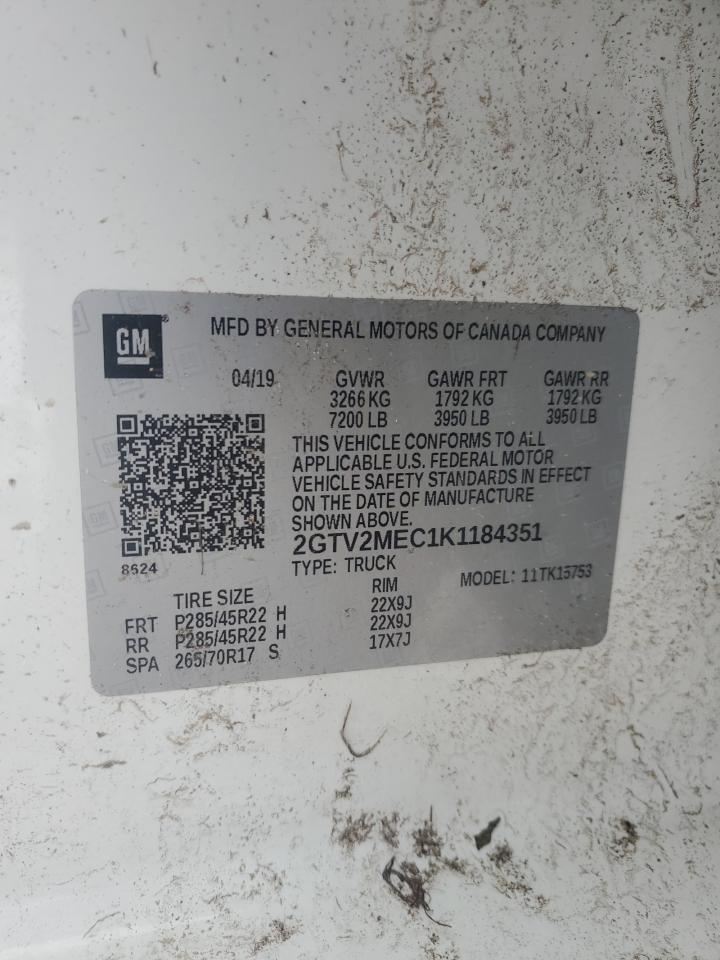 GM
MFD BY GENERAL MOTORS OF CANADA COMPANY
04/19 GVWR GAWR FRT GAWR RR
3266 KG 1792 KG 1792 KG
7200 LB 3950 LB 3950 LB
THIS VEHICLE CONFORMS TO ALL
APPLICABLE U.S. FEDERAL MOTOR
VEHICLE SAFETY STANDARDS IN EFFECT
ON THE DATE OF MANUFACTURE
SHOWN ABOVE.
2GTV2MEC1K1184351
8624
TYPE: TRUCK MODEL: 11TK15753
TIRE SIZE RIM
FRT P285/45R22 H 22X9J
RR P285/45R22 H 22X9J
SPA 265/70R17 S 17X7J